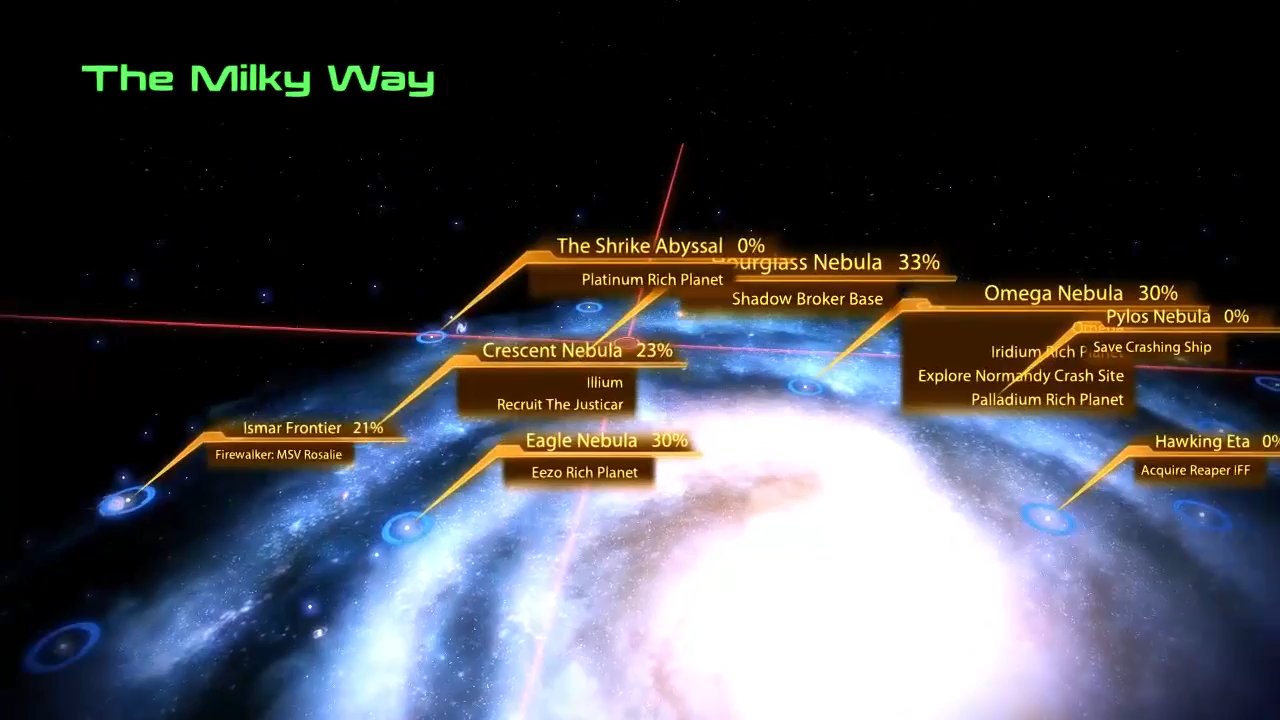 The Milky Way
The Shrike Abyssal 0%
Platinum Rich Planet
Nebula 33%
Shadow Broker Base
Omega Nebula 30%
Iridium Rich
Explore Normandy Crash Site
Palladium Rich Planet
Pylos Nebula 0%
Save Crashing Ship
Crescent Nebula 23%
Illium
Recruit The Justicar
Ismar Frontier 21%
Firewalker: MSV Rosalie
Eagle Nebula 30%
Eezo Rich Planet
Hawking Eta 0%
Acquire Reaper IFF